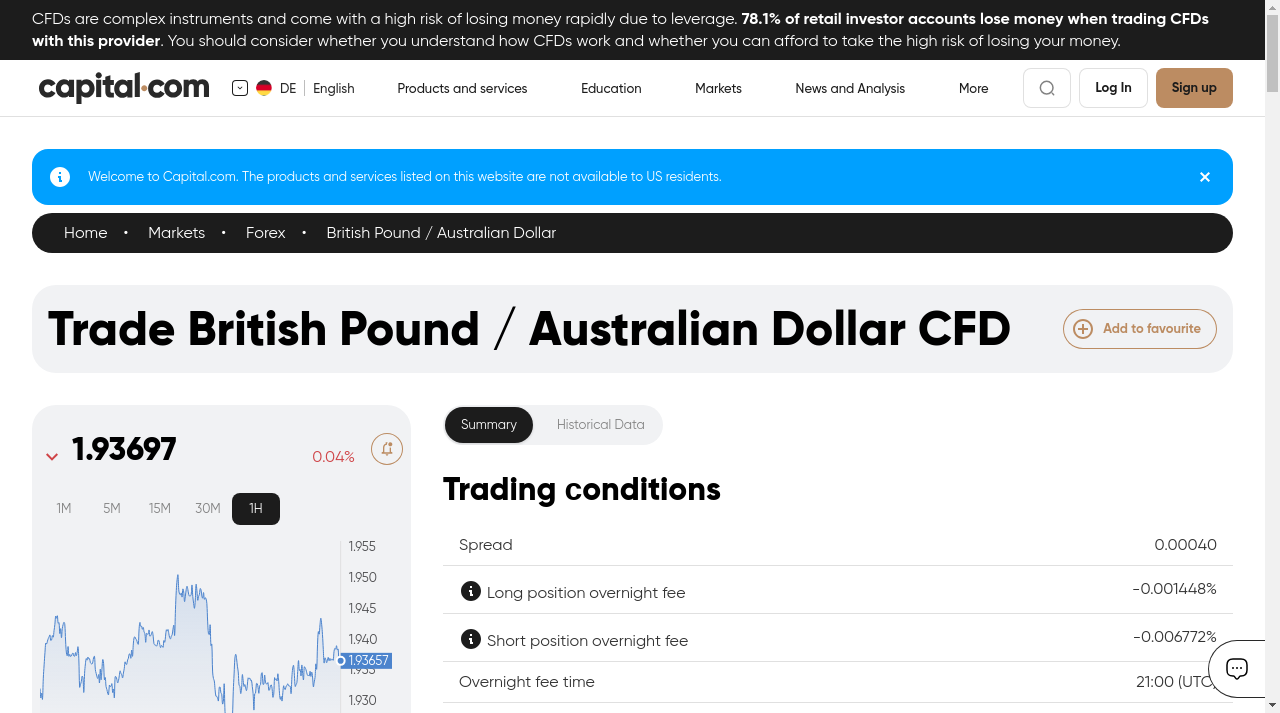 CFDs are complex instruments and come with a high risk of losing money rapidly due to leverage. 78.1% of retail investor accounts lose money when trading CFDs
with this provider. You should consider whether you understand how CFDs work and whether you can afford to take the high risk of losing your money.
capital.com
DE English
Products and services
Education
Markets
News and Analysis
More
Log In
Sign up
Welcome to Capital.com. The products and services listed on this website are not available to US residents.
Home • Markets • Forex • British Pound / Australian Dollar
Trade British Pound / Australian Dollar CFD
Add to favourite
1.93697
0.04%
1M 5M 15M 30M 1H
1.955
1.950
1.945
1.940
1.93657
1.935
1.930
Summary
Historical Data
Trading conditions
Spread 0.00040
Long position overnight fee -0.001448%
Short position overnight fee -0.006772%
Overnight fee time 21:00 (UTC)